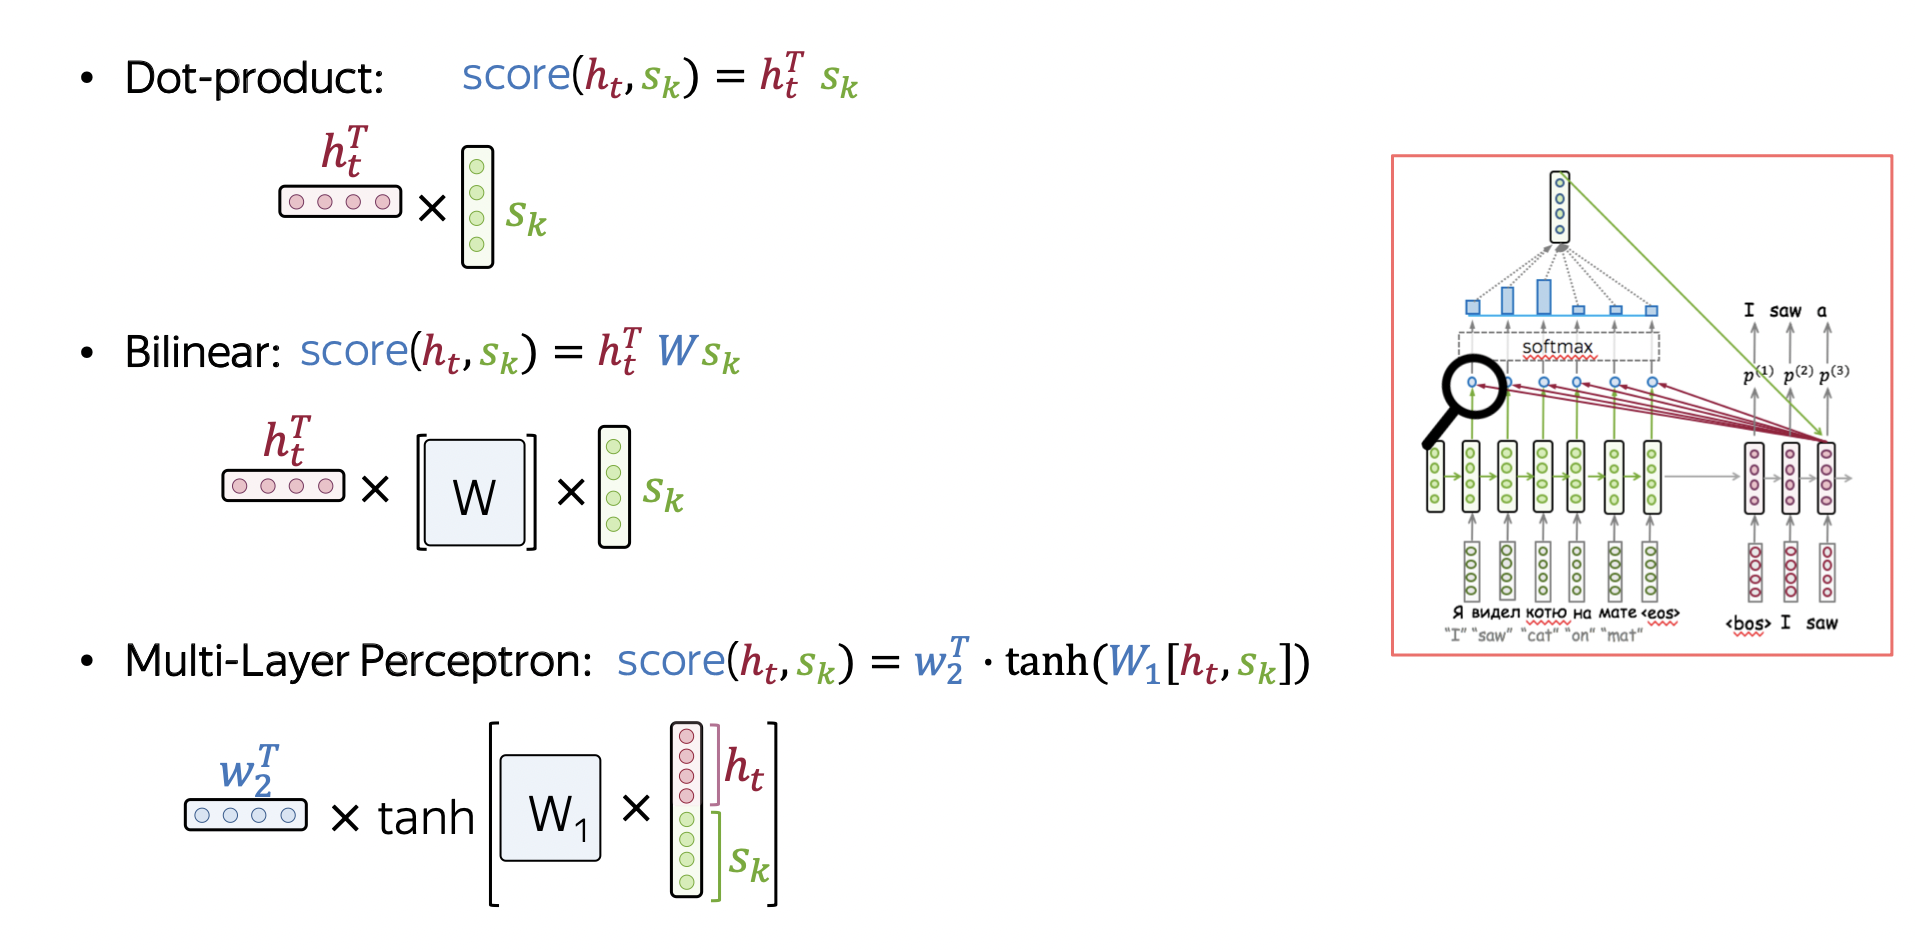 • Dot-product: score(h_t, s_k) = h_t^T s_k
h_t^T
× s_k
• Bilinear: score(h_t, s_k) = h_t^T W s_k
h_t^T
× [W] × s_k
• Multi-Layer Perceptron: score(h_t, s_k) = w_2^T · tanh(W_1[h_t, s_k])
w_2^T
× tanh [W_1 × h_t
s_k]
I saw a
softmax
p^(1) p^(2) p^(3)
Я видел котю на мате <eos>
"I" "saw" "cat" "on" "mat"
<bos> I saw